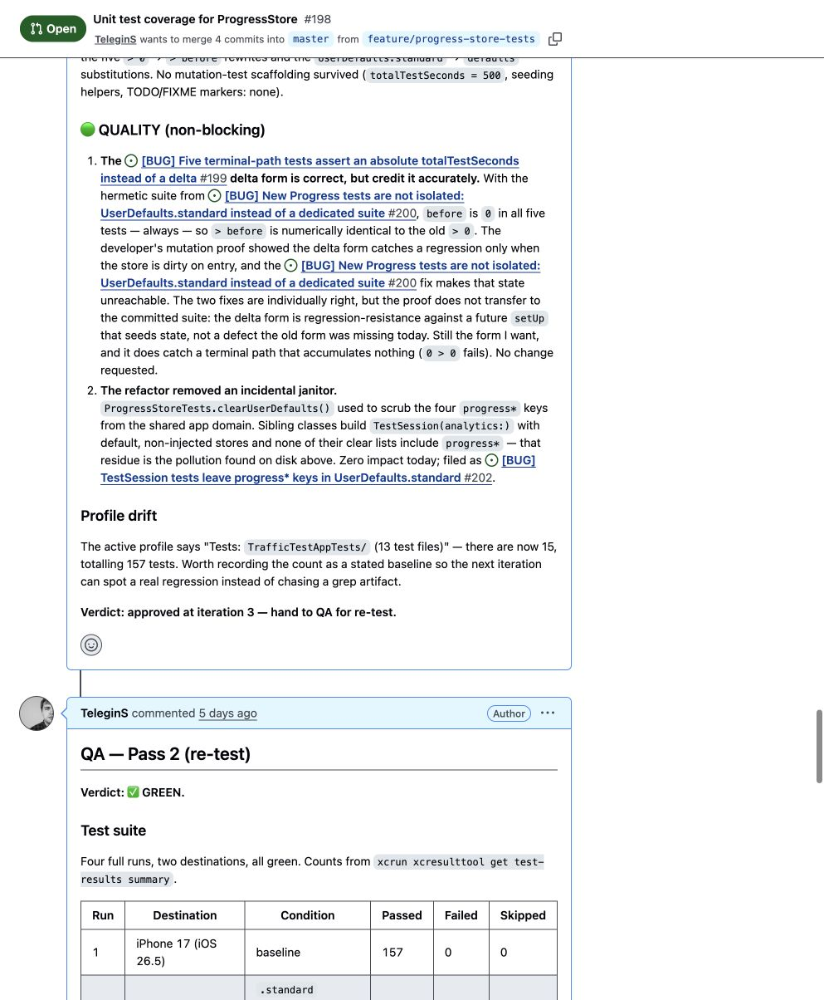 Open
Unit test coverage for ProgressStore #198
TeleginS wants to merge 4 commits into master from feature/progress-store-tests
the five > 0 → > before rewrites and the UserDefaults.standard → defaults
substitutions. No mutation-test scaffolding survived ( totalTestSeconds = 500 , seeding
helpers, TODO/FIXME markers: none).
🟢 QUALITY (non-blocking)
1. The [BUG] Five terminal-path tests assert an absolute totalTestSeconds
instead of a delta #199 delta form is correct, but credit it accurately. With the
hermetic suite from [BUG] New Progress tests are not isolated:
UserDefaults.standard instead of a dedicated suite #200, before is 0 in all five
tests — always — so > before is numerically identical to the old > 0 . The
developer's mutation proof showed the delta form catches a regression only when
the store is dirty on entry, and the [BUG] New Progress tests are not isolated:
UserDefaults.standard instead of a dedicated suite #200 fix makes that state
unreachable. The two fixes are individually right, but the proof does not transfer to
the committed suite: the delta form is regression-resistance against a future setUp
that seeds state, not a defect the old form was missing today. Still the form I want,
and it does catch a terminal path that accumulates nothing ( 0 > 0 fails). No change
requested.
2. The refactor removed an incidental janitor.
ProgressStoreTests.clearUserDefaults() used to scrub the four progress* keys
from the shared app domain. Sibling classes build TestSession(analytics:) with
default, non-injected stores and none of their clear lists include progress* — that
residue is the pollution found on disk above. Zero impact today; filed as [BUG]
TestSession tests leave progress* keys in UserDefaults.standard #202.
Profile drift
The active profile says "Tests: TrafficTestAppTests/ (13 test files)" — there are now 15,
totalling 157 tests. Worth recording the count as a stated baseline so the next iteration
can spot a real regression instead of chasing a grep artifact.
Verdict: approved at iteration 3 — hand to QA for re-test.
TeleginS commented 5 days ago Author
QA — Pass 2 (re-test)
Verdict: ✅ GREEN.
Test suite
Four full runs, two destinations, all green. Counts from xcrun xcresulttool get test-
results summary .
Run Destination Condition Passed Failed Skipped
1 iPhone 17 (iOS 26.5) baseline 157 0 0
.standard